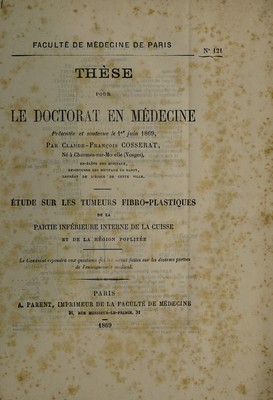 FACULTÉ DE MÉDECINE DE PARIS
N° 121
THÈSE
POUR
LE DOCTORAT EN MÉDECINE
Présentée et soutenue le 1er juin 1869,
PAR CLAUDE-FRANÇOIS COSSERAT,
Né à Charmes-sur-Moselle (Vosges),
ÉTUDE SUR LES TUMEURS FIBRO-PLASTIQUES
DE LA
PARTIE INFÉRIEURE INTERNE DE LA CUISSE
ET DE LA RÉGION POPLITÉE
Le Candidat répondra aux questions qui lui seront faites sur les diverses parties
de l'enseignement médical.
PARIS
A. PARENT, IMPRIMEUR DE LA FACULTÉ DE MÉDECINE
31, RUE MONSIEUR-LE-PRINCE, 31
1869